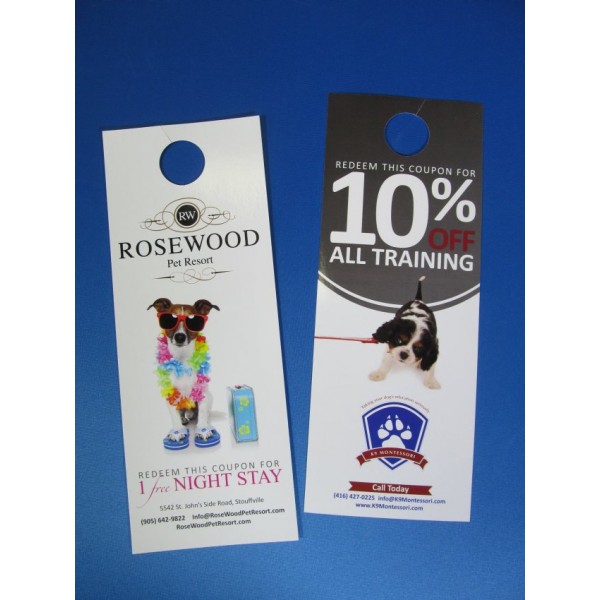 RW
ROSEWOOD
Pet Resort
REDEEM THIS COUPON FOR
1 free NIGHT STAY
5542 St. John's Side Road, Stouffville
(905) 642-9822 Info@RoseWoodPetResort.com
RoseWoodPetResort.com
REDEEM THIS COUPON FOR
10%
OFF
ALL TRAINING
K9 MONTESSORI
Call Today
(416) 427-0225 info@K9Montessori.com
www.K9Montessori.com